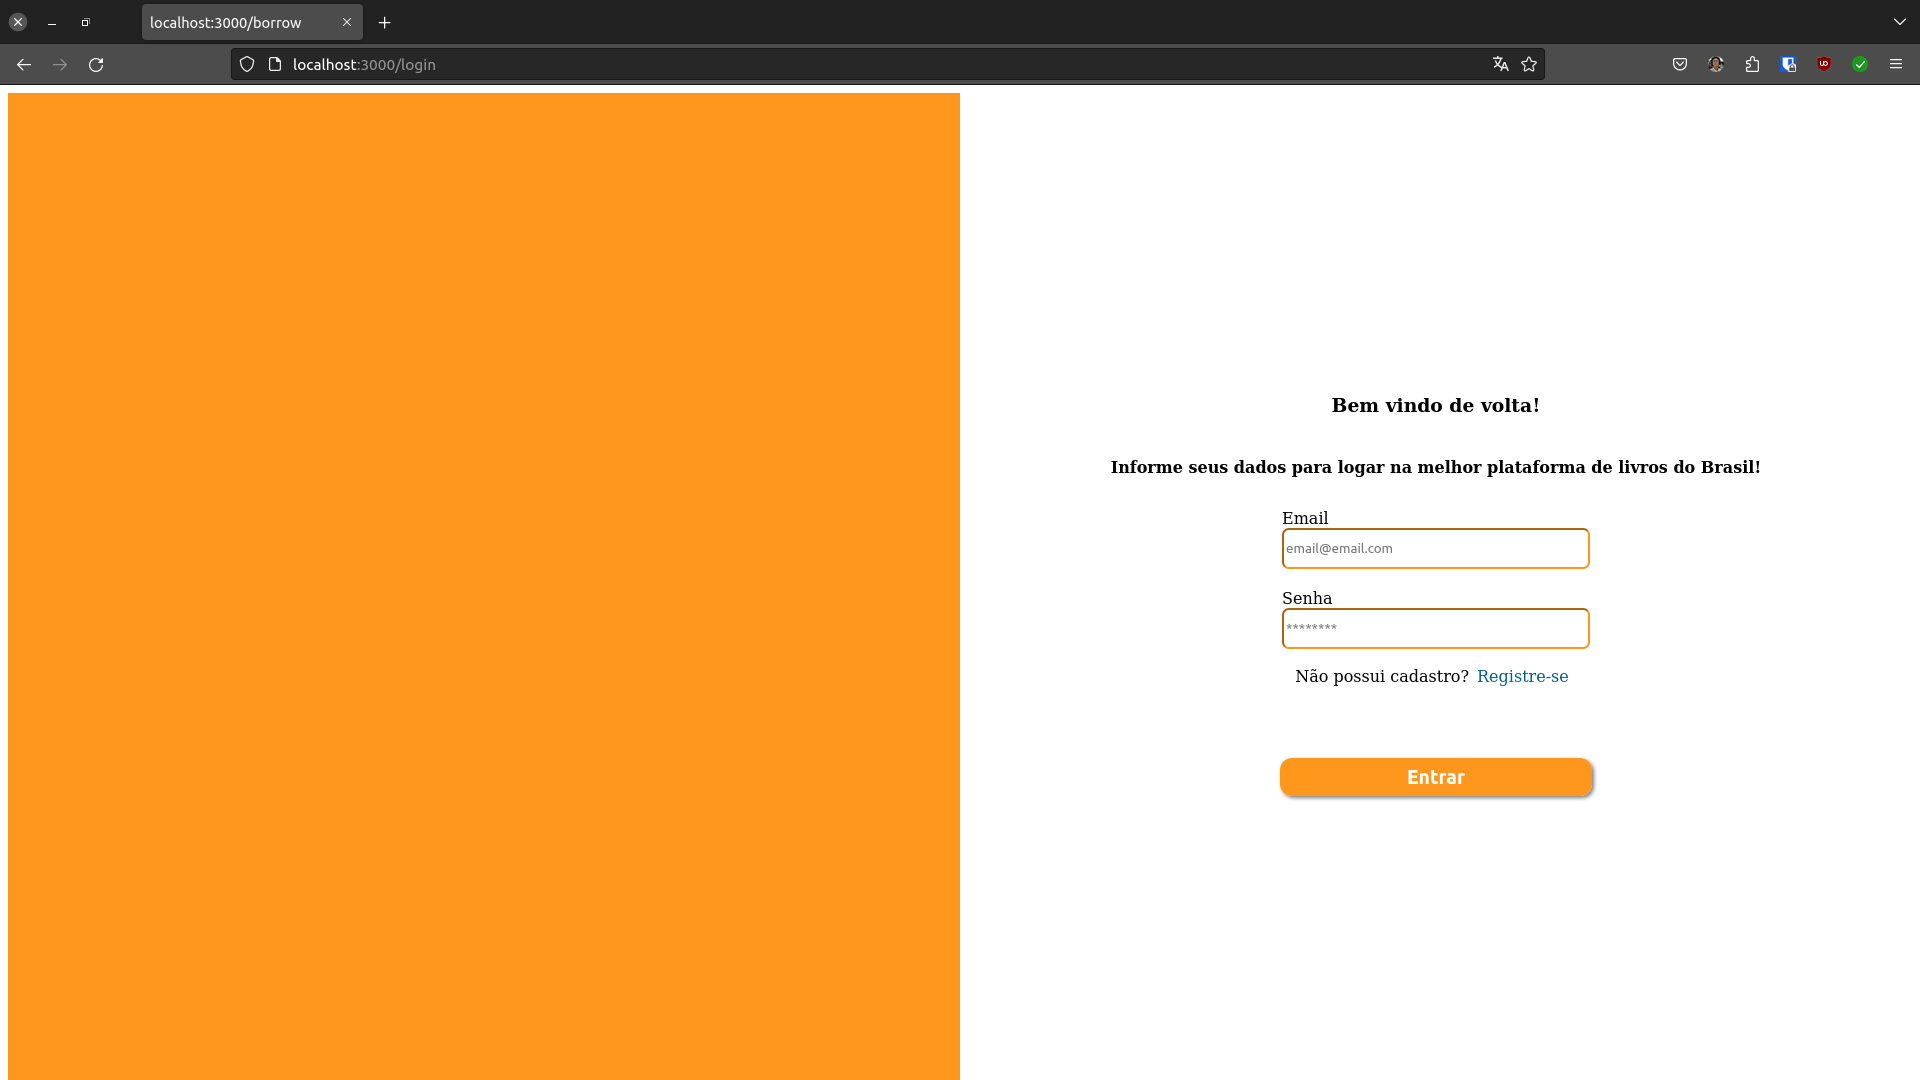 localhost:3000/borrow
localhost:3000/login
Bem vindo de volta!
Informe seus dados para logar na melhor plataforma de livros do Brasil!
Email
email@email.com
Senha
********
Não possui cadastro? Registre-se
Entrar